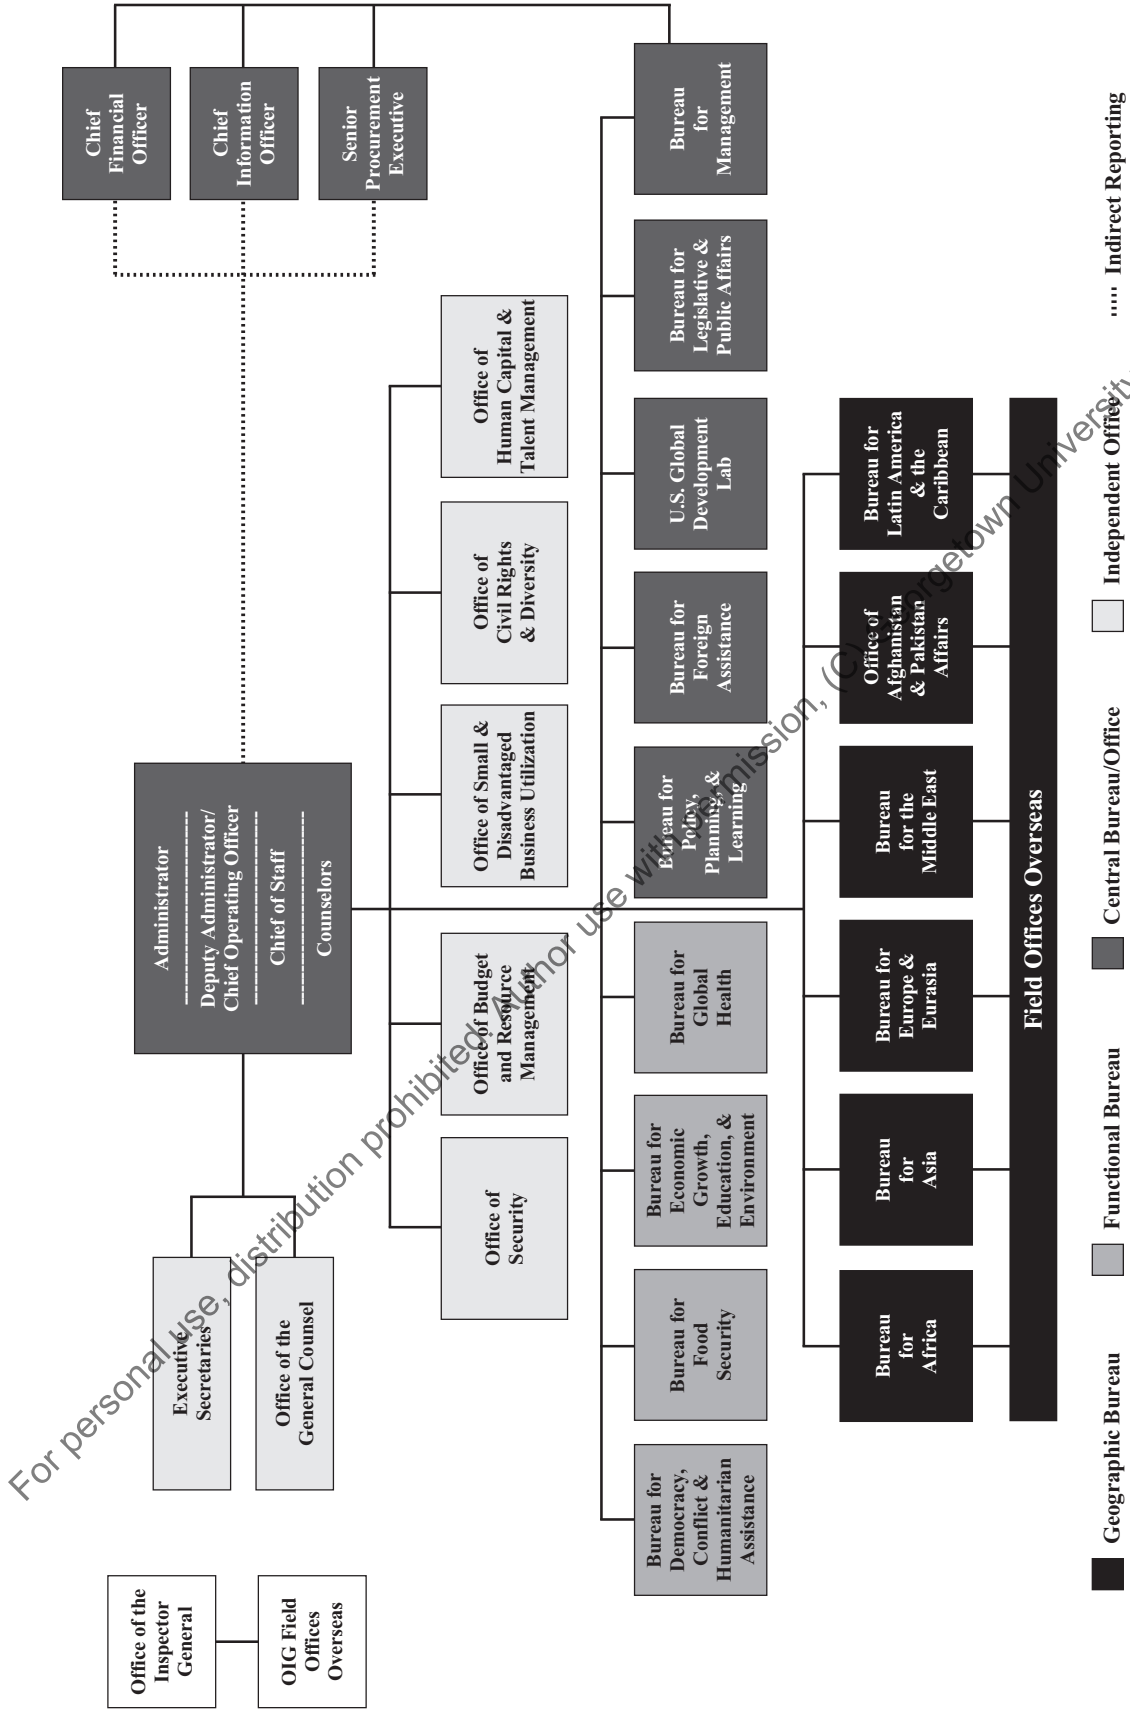 Administrator
Deputy Administrator/
Chief Operating Officer
Chief of Staff
Counselors
Chief
Financial
Officer
Chief
Information
Officer
Senior
Procurement
Executive
Office of the
Inspector
General
OIG Field
Offices
Overseas
Executive
Secretaries
Office of the
General Counsel
Office of
Security
Office of Budget
and Resource
Management
Office of Small &
Disadvantaged
Business Utilization
Office of
Civil Rights
& Diversity
Office of
Human Capital &
Talent Management
Bureau for
Democracy,
Conflict &
Humanitarian
Assistance
Bureau for
Food
Security
Bureau for
Economic
Growth,
Education, &
Environment
Bureau for
Global
Health
Bureau for
Policy,
Planning, &
Learning
Bureau for
Foreign
Assistance
U.S. Global
Development
Lab
Bureau for
Legislative &
Public Affairs
Bureau
for
Management
Bureau
for
Africa
Bureau
for
Asia
Bureau for
Europe &
Eurasia
Bureau
for the
Middle East
Office of
Afghanistan
& Pakistan
Affairs
Bureau for
Latin America
& the
Caribbean
Field Offices Overseas
Geographic Bureau
Functional Bureau
Central Bureau/Office
Independent Office
Indirect Reporting
For personal use, distribution prohibited. Author use with permission, (C) Georgetown University